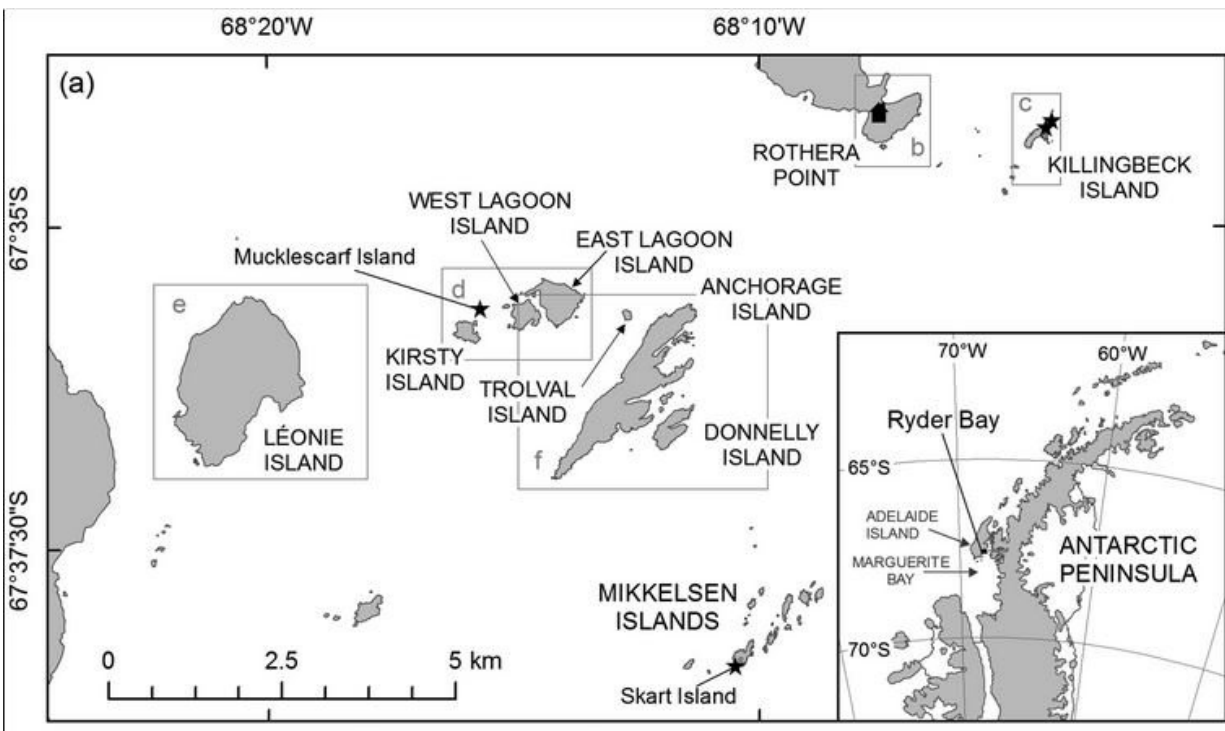 68°20'W
68°10'W
(a)
67°35'S
67°37'30"S
b
ROTHERA
POINT
c
KILLINGBECK
ISLAND
WEST LAGOON
ISLAND
EAST LAGOON
ISLAND
Mucklescarf Island
d
KIRSTY
ISLAND
ANCHORAGE
ISLAND
e
LÉONIE
ISLAND
TROLVAL
ISLAND
DONNELLY
ISLAND
f
MIKKELSEN
ISLANDS
Skart Island
0
2.5
5 km
70°W
60°W
Ryder Bay
65°S
ADELAIDE
ISLAND
MARGUERITE
BAY
ANTARCTIC
PENINSULA
70°S